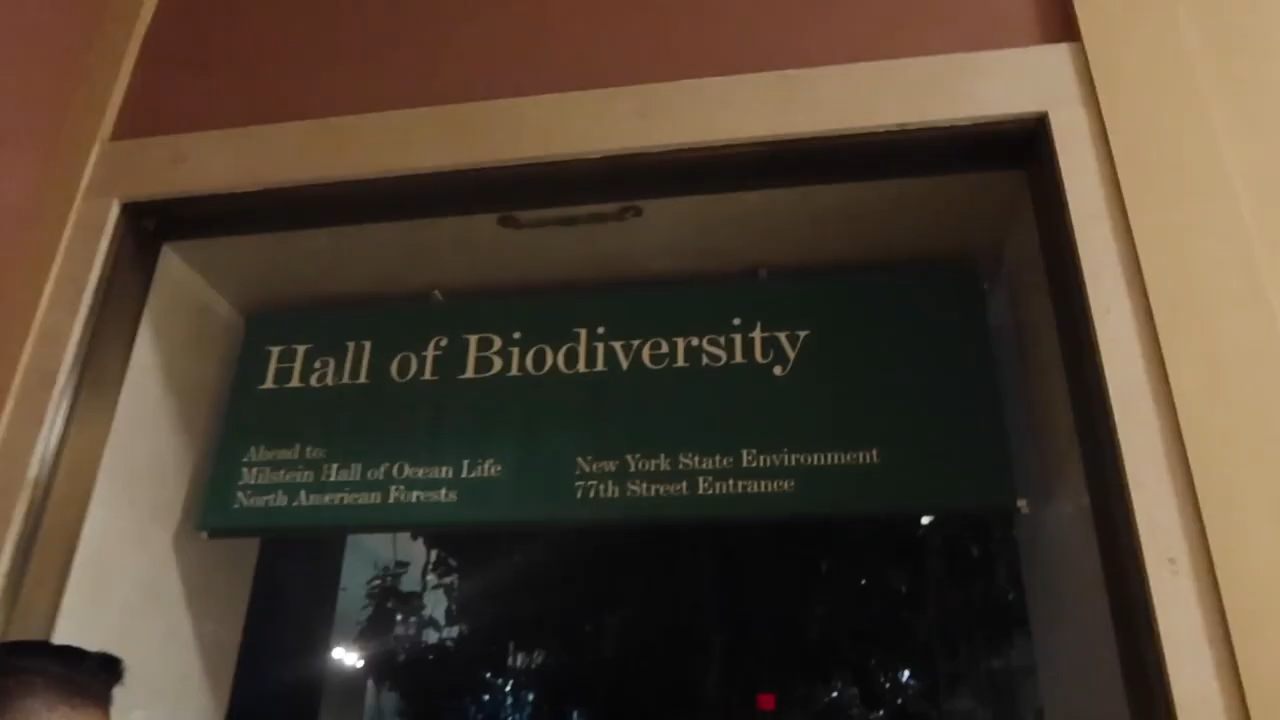 Hall of Biodiversity
Ahead to:
Milstein Hall of Ocean Life
North American Forests
New York State Environment
77th Street Entrance